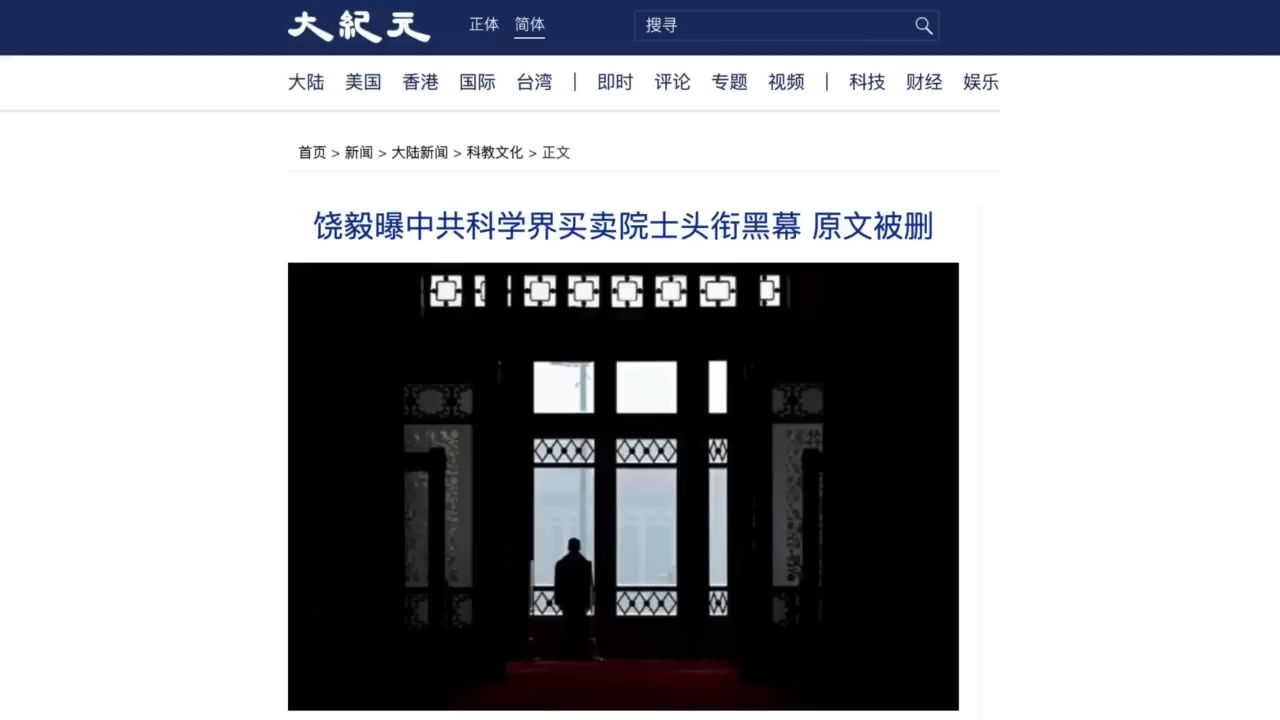 大紀元
正体 简体
搜寻
大陆 美国 香港 国际 台湾 | 即时 评论 专题 视频 | 科技 财经 娱乐
首页 > 新闻 > 大陆新闻 > 科教文化 > 正文
饶毅曝中共科学界买卖院士头衔黑幕 原文被删